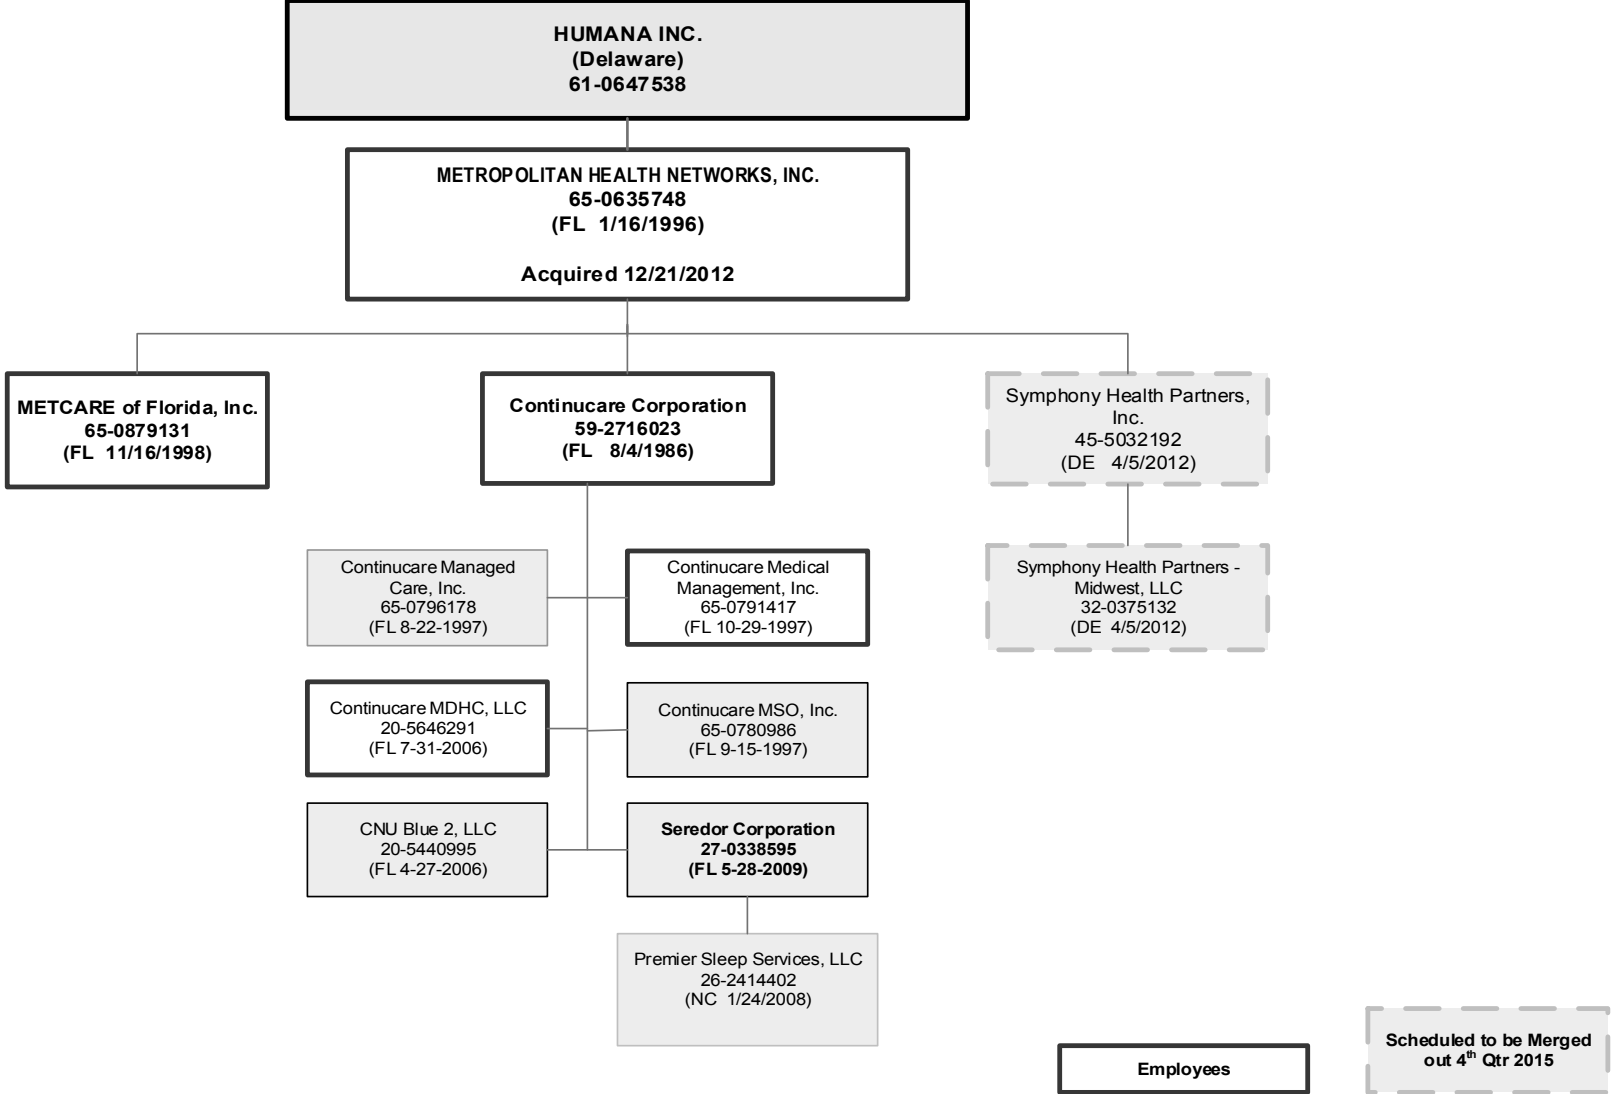 HUMANA INC.
(Delaware)
61-0647538
METROPOLITAN HEALTH NETWORKS, INC.
65-0635748
(FL 1/16/1996)
Acquired 12/21/2012
METCARE of Florida, Inc.
65-0879131
(FL 11/16/1998)
Continucare Corporation
59-2716023
(FL 8/4/1986)
Symphony Health Partners,
Inc.
45-5032192
(DE 4/5/2012)
Continucare Managed
Care, Inc.
65-0796178
(FL 8-22-1997)
Continucare Medical
Management, Inc.
65-0791417
(FL 10-29-1997)
Symphony Health Partners -
Midwest, LLC
32-0375132
(DE 4/5/2012)
Continucare MDHC, LLC
20-5646291
(FL 7-31-2006)
Continucare MSO, Inc.
65-0780986
(FL 9-15-1997)
CNU Blue 2, LLC
20-5440995
(FL 4-27-2006)
Seredor Corporation
27-0338595
(FL 5-28-2009)
Premier Sleep Services, LLC
26-2414402
(NC 1/24/2008)
Employees
Scheduled to be Merged
out 4th Qtr 2015